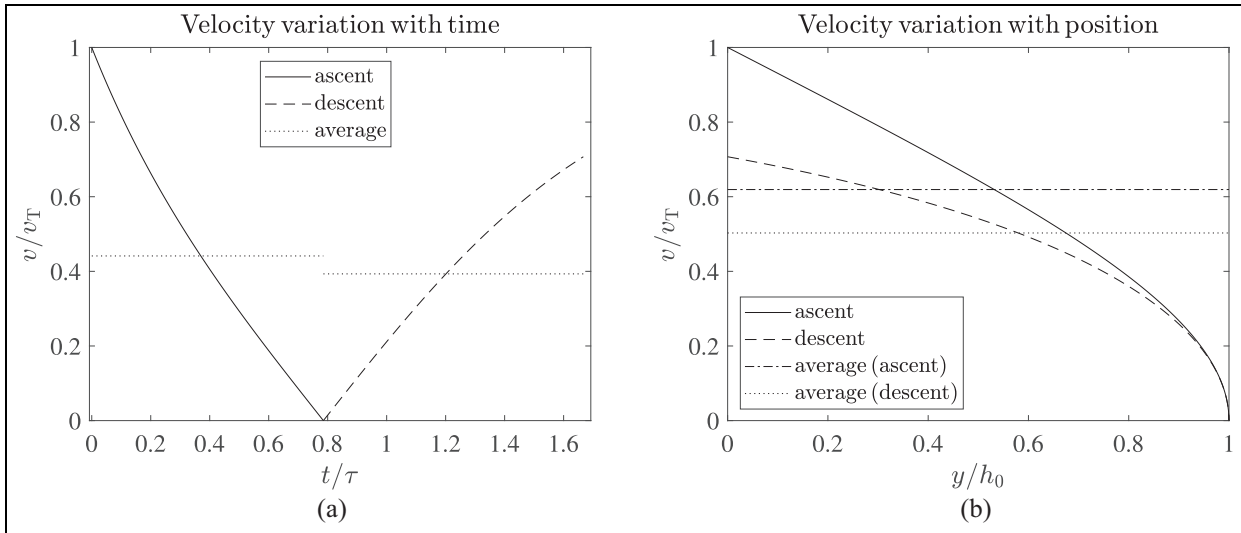 Velocity variation with time
1
0.8
0.6
0.4
0.2
0
v/v_T
ascent
descent
average
0 0.2 0.4 0.6 0.8 1 1.2 1.4 1.6
t/τ
(a)
Velocity variation with position
1
0.8
0.6
0.4
0.2
0
v/v_T
ascent
descent
average (ascent)
average (descent)
0 0.2 0.4 0.6 0.8 1
y/h_0
(b)